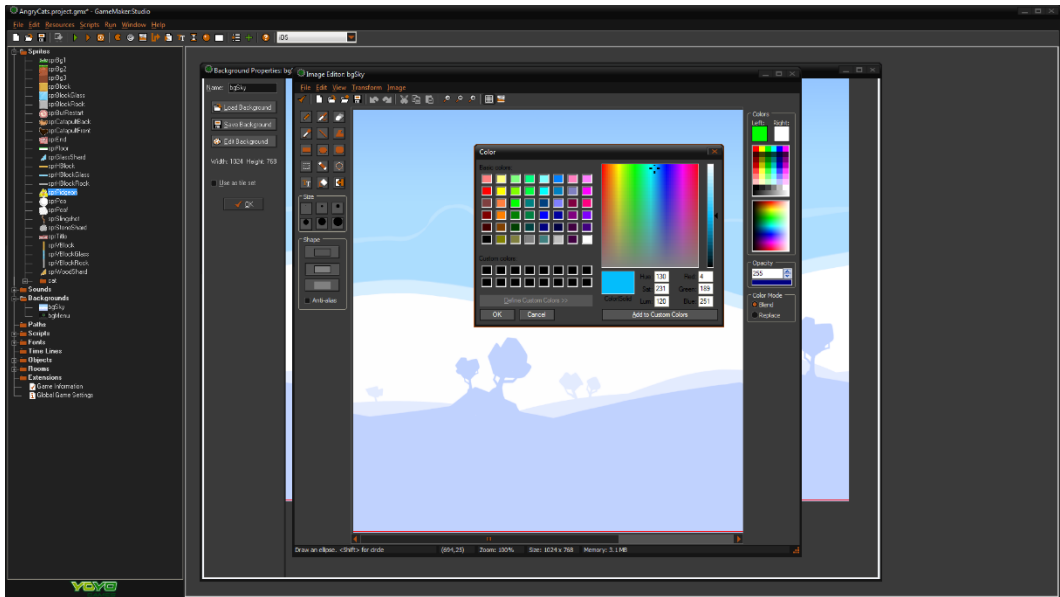 AngryCats.project.gmx* - GameMaker:Studio
File Edit Resources Scripts Run Window Help
iOS
Sprites
sprBg1
sprBg2
sprBg3
sprBlock
sprBlockGlass
sprBlockRock
sprButRestart
sprCatapultBack
sprCatapultFront
sprEnd
sprFloor
sprGlassShard
sprHBlock
sprHBlockGlass
sprHBlockRock
sprPidgeon
sprPoo
sprPoof
sprSlingshot
sprStoneShard
sprTitle
sprVBlock
sprVBlockGlass
sprVBlockRock
sprWoodShard
cat
Sounds
Backgrounds
bgSky
bgMenu
Paths
Scripts
Fonts
Time Lines
Objects
Rooms
Extensions
Game Information
Global Game Settings
YOYO
Background Properties: bg
Name: bgSky
Load Background
Save Background
Edit Background
Width: 1024 Height: 768
Use as tile set
OK
Image Editor: bgSky
File Edit View Transform Image
Size
Shape
Anti-alias
Color
Basic colors:
Custom colors:
Define Custom Colors >>
OK Cancel
Color|Solid
Hue: 130 Red: 4
Sat: 231 Green: 189
Lum: 120 Blue: 251
Add to Custom Colors
Colors
Left: Right:
Opacity
255
Color Mode
Blend
Replace
Draw an ellipse. <Shift> for circle (894,25) Zoom: 100% Size: 1024 x 768 Memory: 3.1 MB